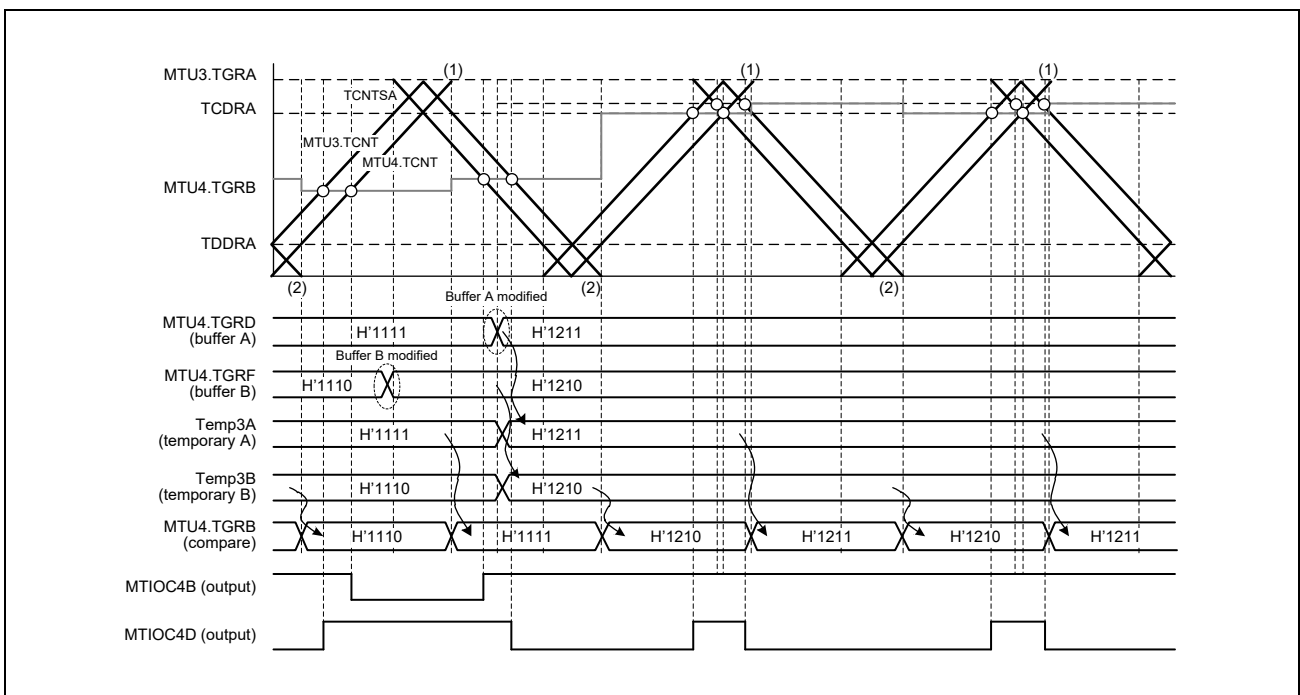 MTU3.TGRA
(1)
(1)
(1)
TCNTSA
TCDRA
MTU3.TCNT
MTU4.TCNT
MTU4.TGRB
TDDRA
(2)
(2)
(2)
Buffer A modified
MTU4.TGRD
(buffer A)
H'1111
H'1211
Buffer B modified
MTU4.TGRF
(buffer B)
H'1110
H'1210
Temp3A
(temporary A)
H'1111
H'1211
Temp3B
(temporary B)
H'1110
H'1210
MTU4.TGRB
(compare)
H'1110
H'1111
H'1210
H'1211
H'1210
H'1211
MTIOC4B (output)
MTIOC4D (output)